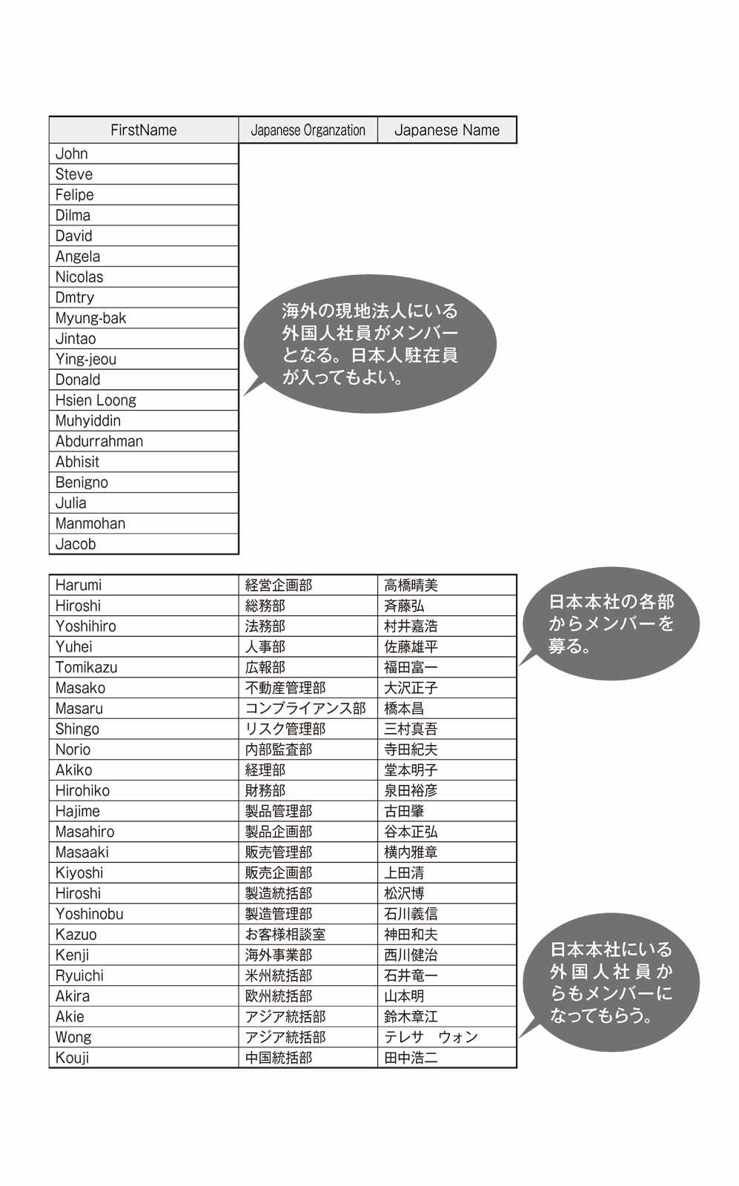 FirstName Japanese Organzation Japanese Name
John
Steve
Felipe
Dilma
David
Angela
Nicolas
Dmtry
Myung-bak
Jintao
Ying-jeou
Donald
Hsien Loong
Muhyiddin
Abdurrahman
Abhisit
Benigno
Julia
Manmohan
Jacob
海外の現地法人にいる
外国人社員がメンバー
となる。日本人駐在員
が入ってもよい。
Harumi 経営企画部 高橋晴美
Hiroshi 総務部 斉藤弘
Yoshihiro 法務部 村井嘉浩
Yuhei 人事部 佐藤雄平
Tomikazu 広報部 福田富一
Masako 不動産管理部 大沢正子
Masaru コンプライアンス部 橋本昌
Shingo リスク管理部 三村真吾
Norio 内部監査部 寺田紀夫
Akiko 経理部 堂本明子
Hirohiko 財務部 泉田裕彦
Hajime 製品管理部 古田肇
Masahiro 製品企画部 谷本正弘
Masaaki 販売管理部 横内雅章
Kiyoshi 販売企画部 上田清
Hiroshi 製造統括部 松沢博
Yoshinobu 製造管理部 石川義信
Kazuo お客様相談室 神田和夫
Kenji 海外事業部 西川健治
Ryuichi 米州統括部 石井竜一
Akira 欧州統括部 山本明
Akie アジア統括部 鈴木章江
Wong アジア統括部 テレサ　ウォン
Kouji 中国統括部 田中浩二
日本本社の各部
からメンバーを
募る。
日本本社にいる
外国人社員か
らもメンバーに
なってもらう。